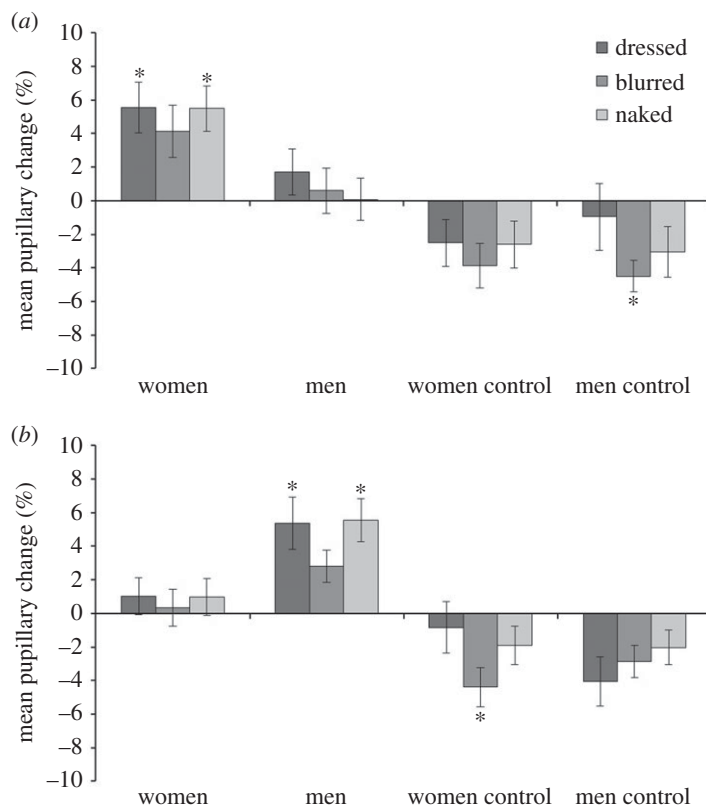 (a)
mean pupillary change (%)
10
8
6
4
2
0
−2
−4
−6
−8
−10
* *
*
dressed
blurred
naked
women men women control men control
(b)
mean pupillary change (%)
10
8
6
4
2
0
−2
−4
−6
−8
−10
* *
*
women men women control men control